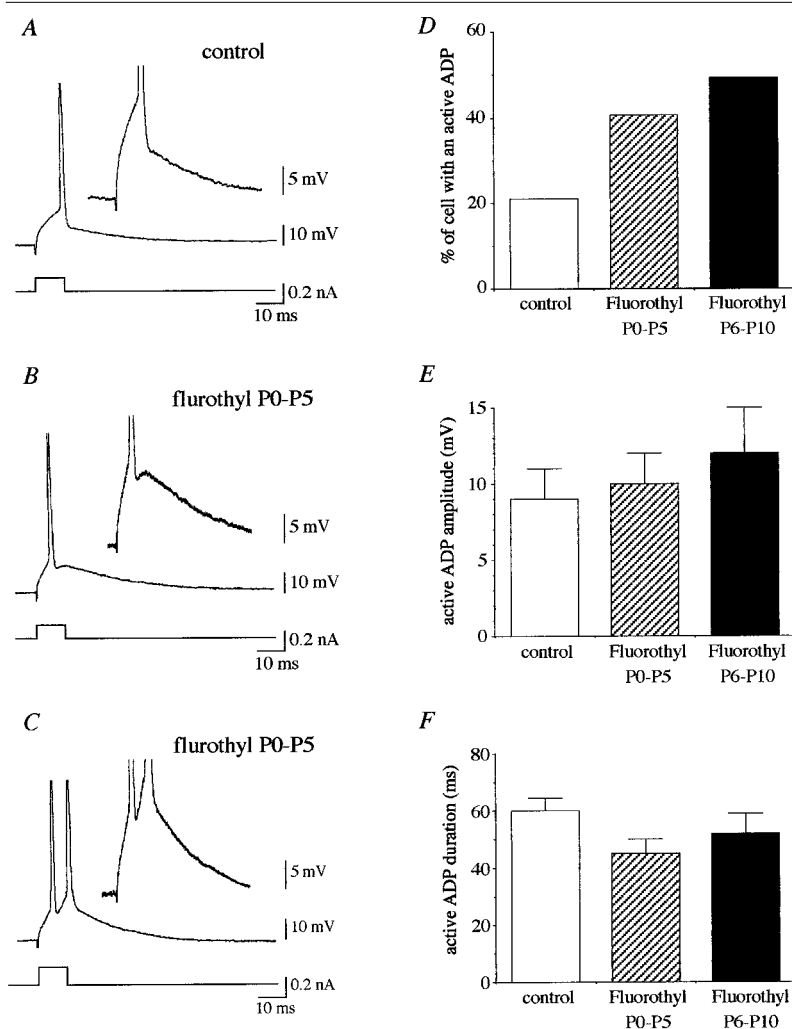 A
control
5 mV
10 mV
0.2 nA
10 ms
B
flurothyl P0-P5
5 mV
10 mV
0.2 nA
10 ms
C
flurothyl P0-P5
5 mV
10 mV
0.2 nA
10 ms
D
% of cell with an active ADP
60
40
20
0
control
Fluorothyl
P0-P5
Fluorothyl
P6-P10
E
active ADP amplitude (mV)
15
10
5
0
control
Fluorothyl
P0-P5
Fluorothyl
P6-P10
F
active ADP duration (ms)
80
60
40
20
0
control
Fluorothyl
P0-P5
Fluorothyl
P6-P10